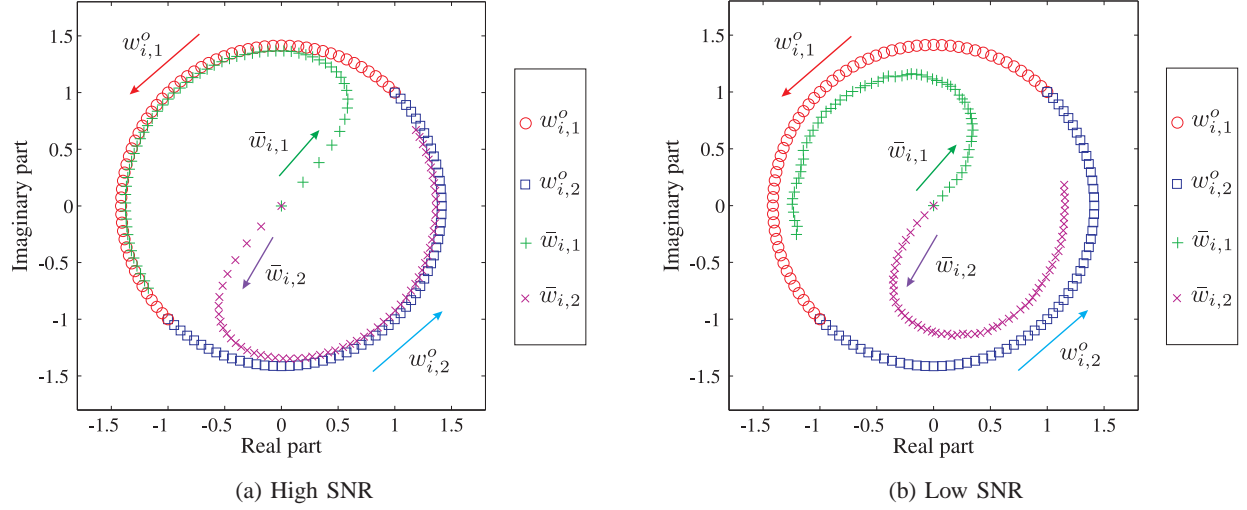 1.5
1
0.5
0
-0.5
-1
-1.5
-1.5 -1 -0.5 0 0.5 1 1.5
Imaginary part
Real part
w^o_{i,1}
w̄_{i,1}
w̄_{i,2}
w^o_{i,2}
w^o_{i,1}
w^o_{i,2}
w̄_{i,1}
w̄_{i,2}
(a) High SNR
1.5
1
0.5
0
-0.5
-1
-1.5
-1.5 -1 -0.5 0 0.5 1 1.5
Imaginary part
Real part
w^o_{i,1}
w̄_{i,1}
w̄_{i,2}
w^o_{i,2}
w^o_{i,1}
w^o_{i,2}
w̄_{i,1}
w̄_{i,2}
(b) Low SNR